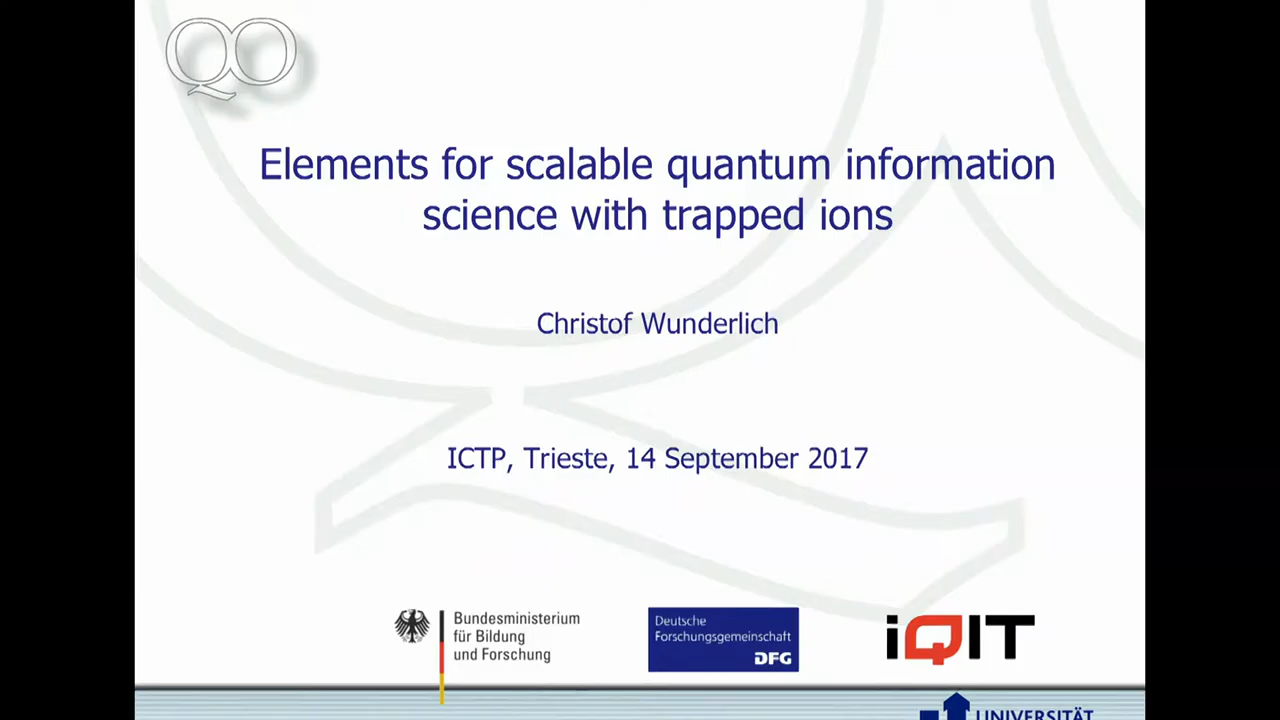 QO
Elements for scalable quantum information
science with trapped ions
Christof Wunderlich
ICTP, Trieste, 14 September 2017
Bundesministerium
für Bildung
und Forschung
Deutsche
Forschungsgemeinschaft
DFG
iQIT
UNIVERSITÄT